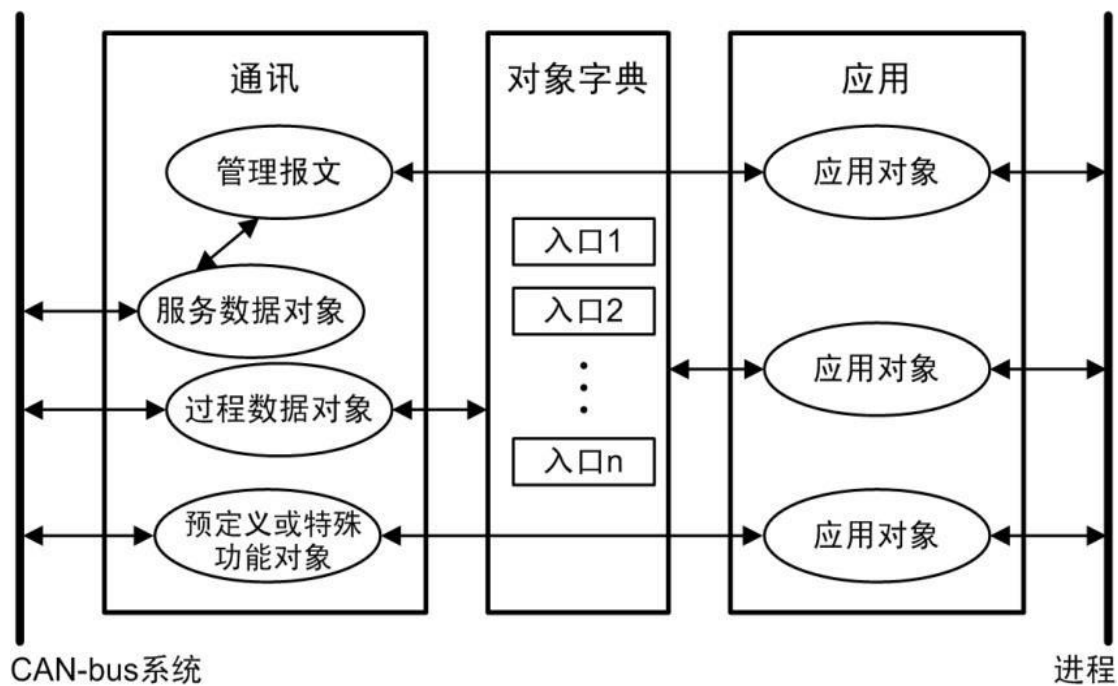 通讯
对象字典
应用
管理报文
应用对象
入口1
服务数据对象
入口2
应用对象
过程数据对象
入口n
预定义或特殊
功能对象
应用对象
CAN-bus系统
进程